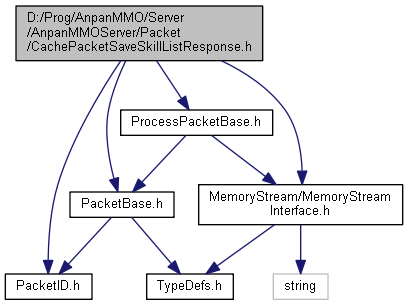 D:/Prog/AnpanMMO/Server
/AnpanMMOServer/Packet
/CachePacketSaveSkillListResponse.h
ProcessPacketBase.h
PacketBase.h
MemoryStream/MemoryStream
Interface.h
PacketID.h
TypeDefs.h
string